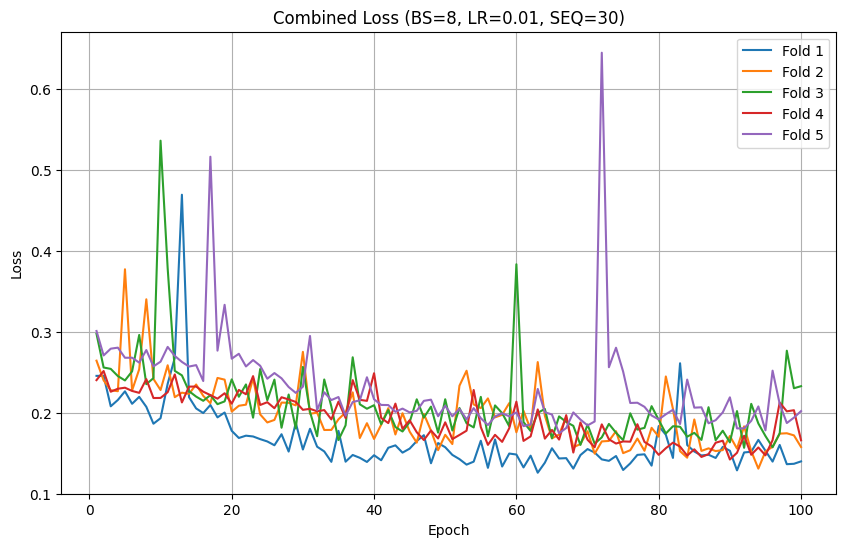 Combined Loss (BS=8, LR=0.01, SEQ=30)
Fold 1
Fold 2
Fold 3
Fold 4
Fold 5
Loss
0.6
0.5
0.4
0.3
0.2
0.1
0 20 40 60 80 100
Epoch